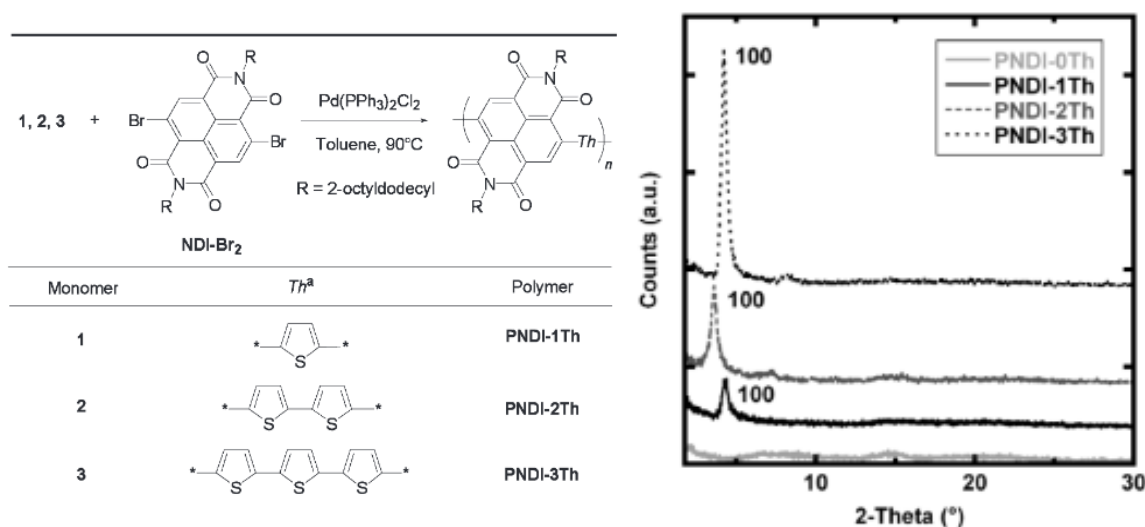 1, 2, 3 +
Br
Br
O
N
R
O
O
N
R
O
NDI-Br₂
Pd(PPh₃)₂Cl₂
Toluene, 90°C
R = 2-octyldodecyl
R
O
N
O
Th
n
O
N
O
R
Monomer Thᵃ Polymer
1 * S * PNDI-1Th
2 * S S * PNDI-2Th
3 * S S S * PNDI-3Th
Counts (a.u.)
100
100
100
PNDI-0Th
PNDI-1Th
PNDI-2Th
PNDI-3Th
5 10 20 30
2-Theta (°)